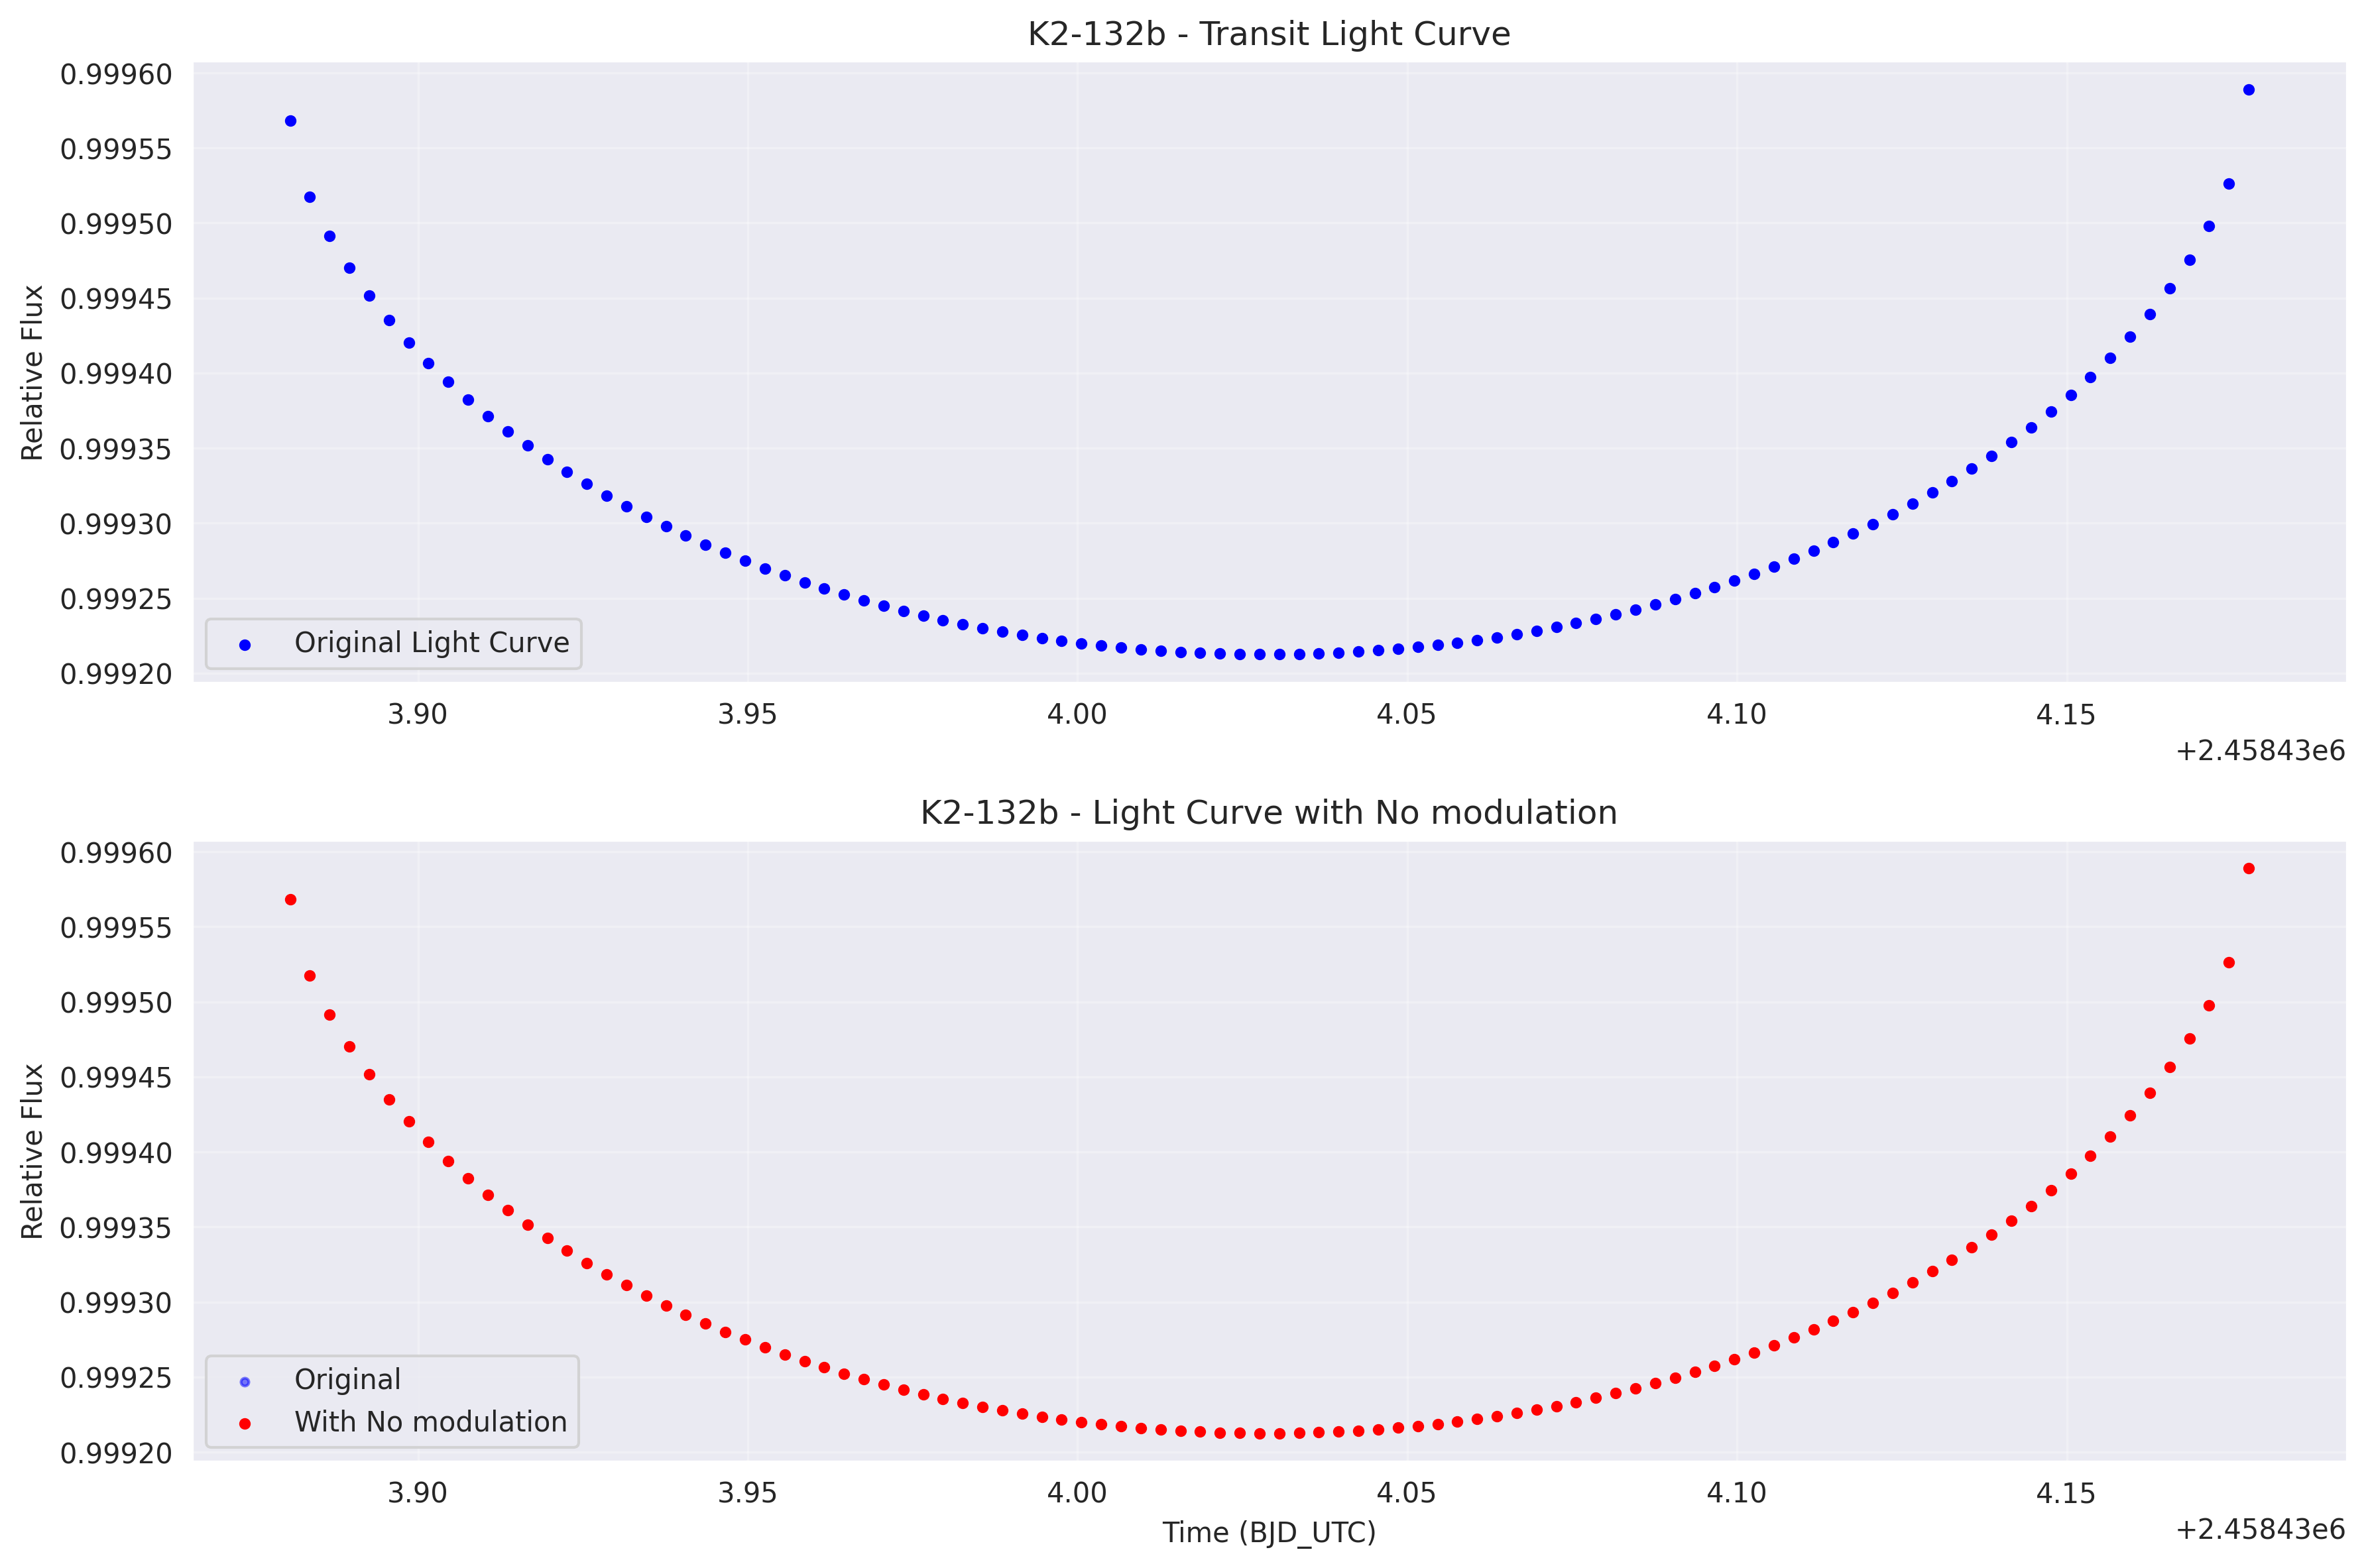 K2-132b - Transit Light Curve
0.99960
0.99955
0.99950
0.99945
0.99940
0.99935
0.99930
0.99925
0.99920
Relative Flux
Original Light Curve
3.90 3.95 4.00 4.05 4.10 4.15
+2.45843e6
K2-132b - Light Curve with No modulation
0.99960
0.99955
0.99950
0.99945
0.99940
0.99935
0.99930
0.99925
0.99920
Relative Flux
Original
With No modulation
3.90 3.95 4.00 4.05 4.10 4.15
Time (BJD_UTC)
+2.45843e6